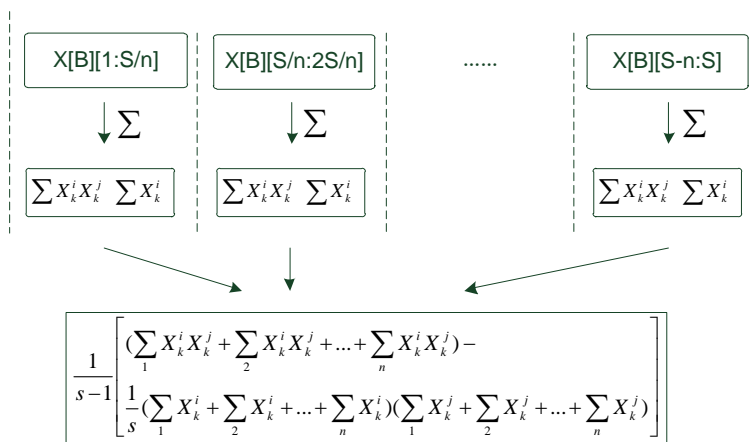 X[B][1:S/n] X[B][S/n:2S/n] ...... X[B][S-n:S]
∑ ∑ ∑
∑ X_k^i X_k^j ∑ X_k^i ∑ X_k^i X_k^j ∑ X_k^i ∑ X_k^i X_k^j ∑ X_k^i
1/(s−1) [ (∑_1 X_k^i X_k^j + ∑_2 X_k^i X_k^j + ... + ∑_n X_k^i X_k^j) −
1/s (∑_1 X_k^i + ∑_2 X_k^i + ... + ∑_n X_k^i)(∑_1 X_k^j + ∑_2 X_k^j + ... + ∑_n X_k^j) ]